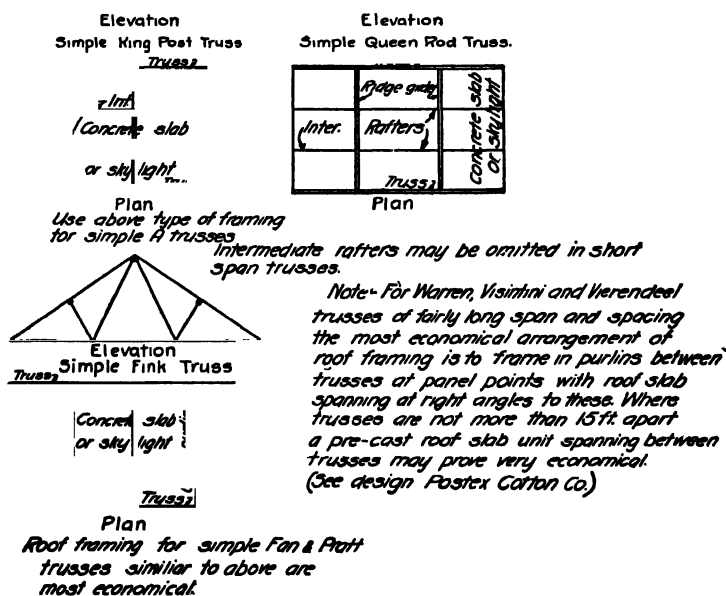 Elevation
Simple King Post Truss
Truss
Int
Concrete slab
or sky light
Plan
Use above type of framing
for simple A trusses
Elevation
Simple Queen Rod Truss.
Ridge girder
Inter. Rafters
Truss
Concrete slab
or skylight
Plan
Intermediate rafters may be omitted in short
span trusses.
Elevation
Simple Fink Truss
Truss
Concrete slab
or sky light
Truss
Plan
Roof framing for simple Fan & Pratt
trusses similiar to above are
most economical.
Note- For Warren, Visintini and Vierendeel
trusses of fairly long span and spacing
the most economical arrangement of
roof framing is to frame in purlins between
trusses at panel points with roof slab
spanning at right angles to these. Where
trusses are not more than 15 ft. apart
a pre-cast roof slab unit spanning between
trusses may prove very economical.
(See design Postex Cotton Co.)